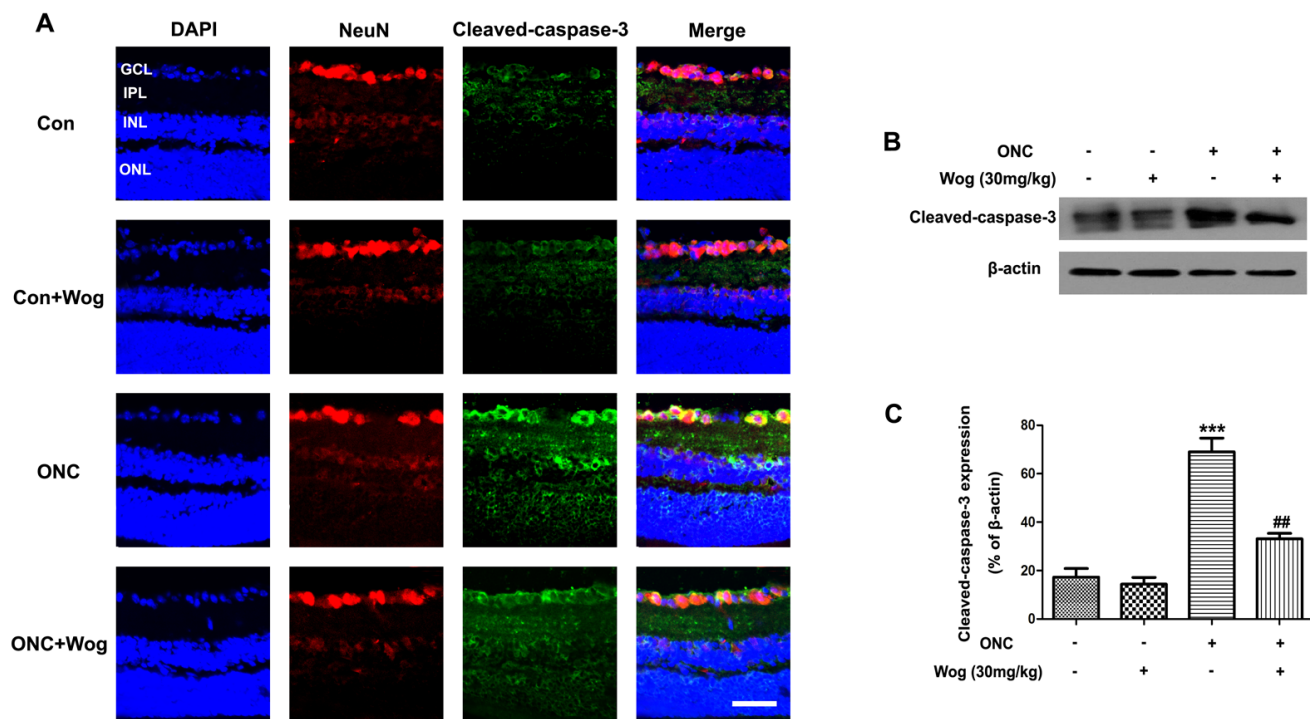 A
DAPI NeuN Cleaved-caspase-3 Merge
Con
GCL
IPL
INL
ONL
Con+Wog
ONC
ONC+Wog
B
ONC - - + +
Wog (30mg/kg) - + - +
Cleaved-caspase-3
β-actin
C
Cleaved-caspase-3 expression
(% of β-actin)
80
60
40
20
0
***
##
ONC - - + +
Wog (30mg/kg) - + - +